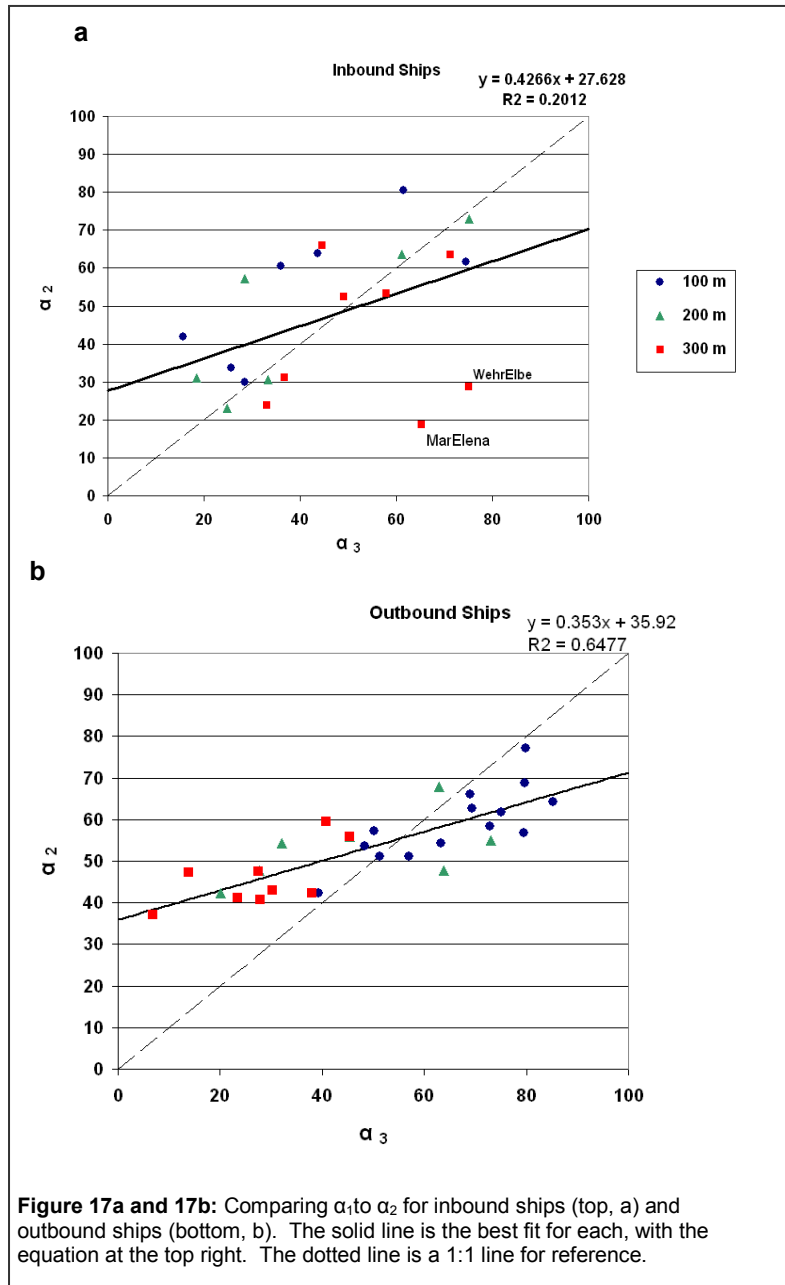 a
Inbound Ships
y = 0.4266x + 27.628
R2 = 0.2012
100
90
80
70
60
50
40
30
20
10
0
α 2
0 20 40 60 80 100
α 3
WehrElbe
MarElena
100 m
200 m
300 m
b
Outbound Ships
y = 0.353x + 35.92
R2 = 0.6477
100
90
80
70
60
50
40
30
20
10
0
α 2
0 20 40 60 80 100
α 3
Figure 17a and 17b: Comparing α₁to α₂ for inbound ships (top, a) and
outbound ships (bottom, b). The solid line is the best fit for each, with the
equation at the top right. The dotted line is a 1:1 line for reference.